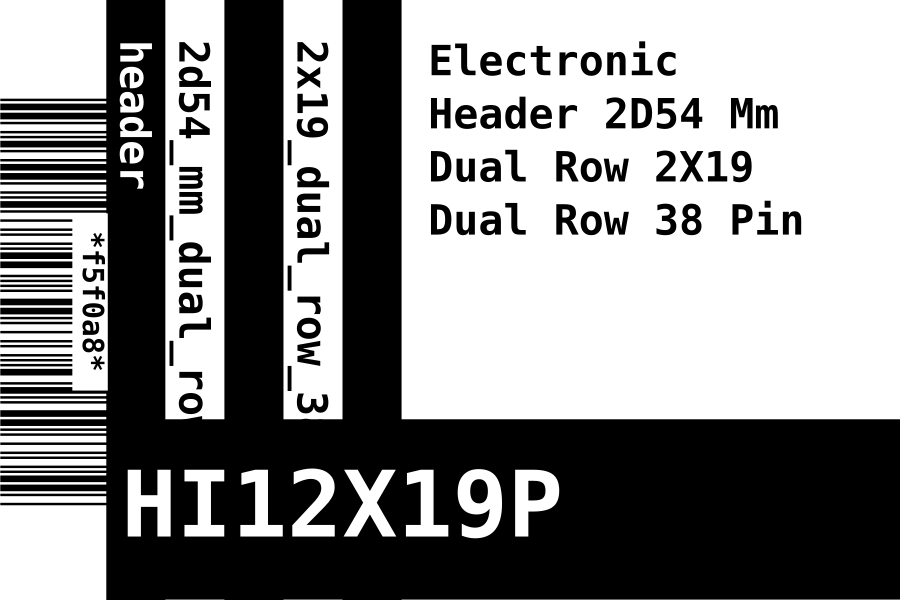 *f5f0a8*
header
2d54_mm_dual_ro
2x19_dual_row_3
Electronic
Header 2D54 Mm
Dual Row 2X19
Dual Row 38 Pin
HI12X19P